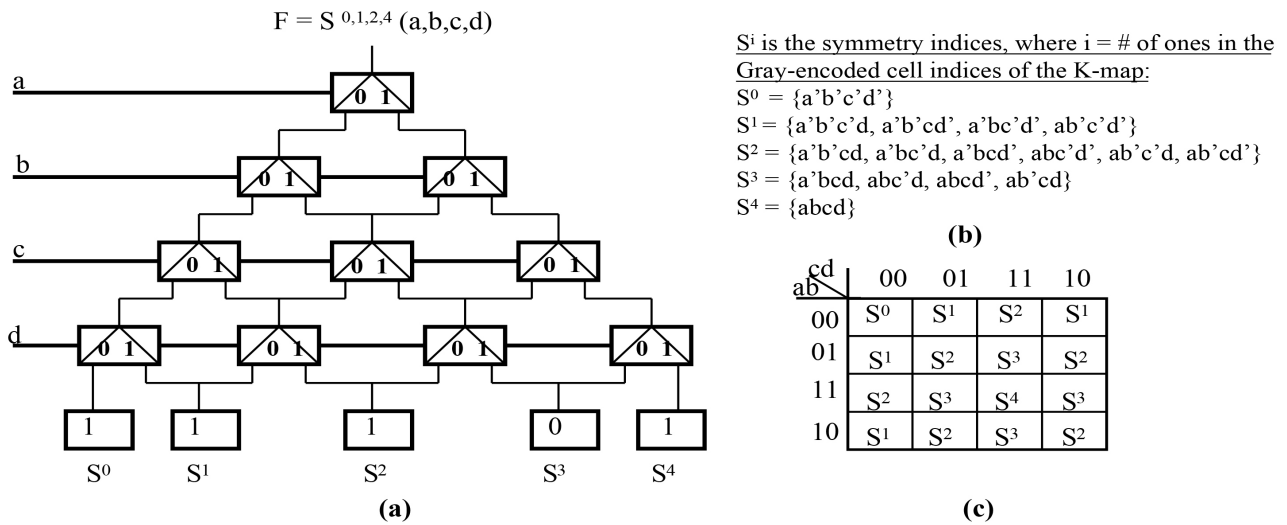 F = S 0,1,2,4 (a,b,c,d)
a
0 1
b
0 1
0 1
c
0 1
0 1
0 1
d
0 1
0 1
0 1
0 1
1
1
1
0
1
S0
S1
S2
S3
S4
(a)
Si is the symmetry indices, where i = # of ones in the
Gray-encoded cell indices of the K-map:
S0 = {a’b’c’d’}
S1 = {a’b’c’d, a’b’cd’, a’bc’d’, ab’c’d’}
S2 = {a’b’cd, a’bc’d, a’bcd’, abc’d’, ab’c’d, ab’cd’}
S3 = {a’bcd, abc’d, abcd’, ab’cd}
S4 = {abcd}
(b)
cd
ab
00 01 11 10
00 S0 S1 S2 S1
01 S1 S2 S3 S2
11 S2 S3 S4 S3
10 S1 S2 S3 S2
(c)